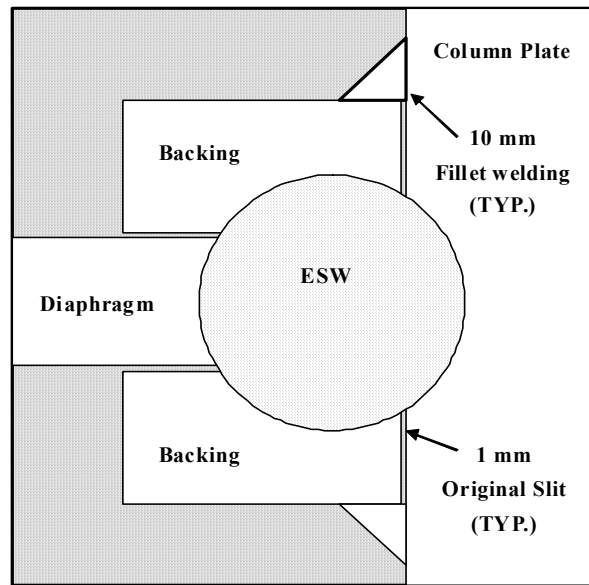 Column Plate
10 mm
Fillet welding
(TYP.)
Backing
ESW
Diaphragm
Backing
1 mm
Original Slit
(TYP.)